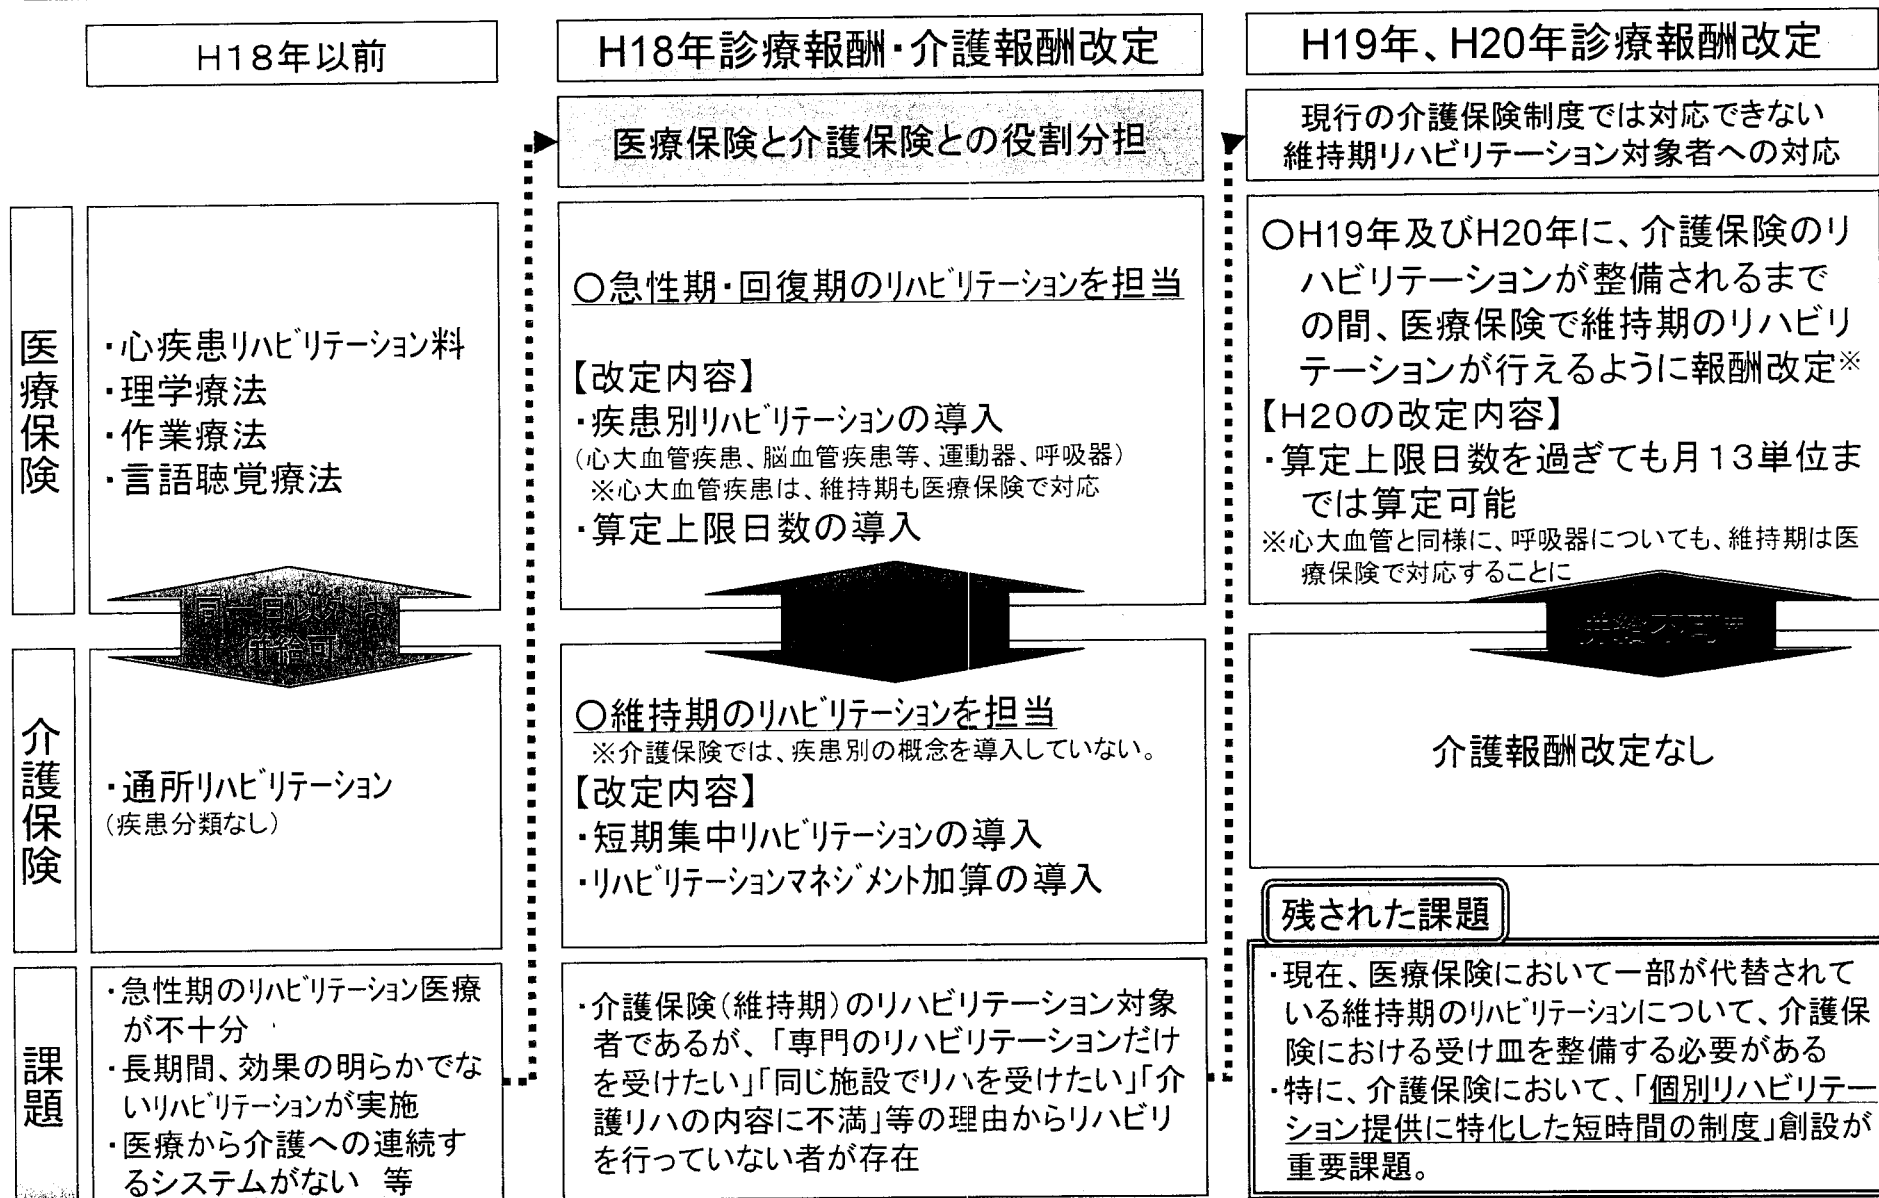 H18年以前
H18年診療報酬・介護報酬改定
H19年、H20年診療報酬改定
医療保険と介護保険との役割分担
現行の介護保険制度では対応できない
維持期リハビリテーション対象者への対応
医療保険
・心疾患リハビリテーション料
・理学療法
・作業療法
・言語聴覚療法
○急性期・回復期のリハビリテーションを担当
【改定内容】
・疾患別リハビリテーションの導入
(心大血管疾患、脳血管疾患等、運動器、呼吸器)
※心大血管疾患は、維持期も医療保険で対応
・算定上限日数の導入
○H19年及びH20年に、介護保険のリ
ハビリテーションが整備されるまで
の間、医療保険で維持期のリハビリ
テーションが行えるように報酬改定※
【H20の改定内容】
・算定上限日数を過ぎても月13単位ま
では算定可能
※心大血管と同様に、呼吸器についても、維持期は医
療保険で対応することに
同一日以外は
併給可
併給不可※
介護保険
・通所リハビリテーション
(疾患分類なし)
○維持期のリハビリテーションを担当
※介護保険では、疾患別の概念を導入していない。
【改定内容】
・短期集中リハビリテーションの導入
・リハビリテーションマネジメント加算の導入
介護報酬改定なし
課題
・急性期のリハビリテーション医療
が不十分
・長期間、効果の明らかでな
いリハビリテーションが実施
・医療から介護への連続す
るシステムがない 等
・介護保険(維持期)のリハビリテーション対象
者であるが、「専門のリハビリテーションだけ
を受けたい」「同じ施設でリハを受けたい」「介
護リハの内容に不満」等の理由からリハビリ
を行っていない者が存在
残された課題
・現在、医療保険において一部が代替されて
いる維持期のリハビリテーションについて、介護保
険における受け皿を整備する必要がある
・特に、介護保険において、「個別リハビリテー
ション提供に特化した短時間の制度」創設が
重要課題。